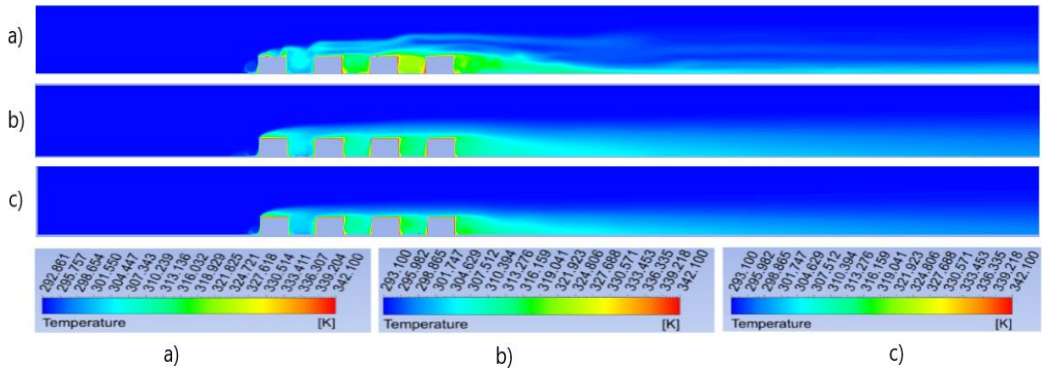 a)
b)
c)
292.861 295.757 298.654 301.550 304.447 307.343 310.239 313.136 316.032 318.929 321.825 324.721 327.618 330.514 333.411 336.307 339.204 342.100
Temperature [K]
293.100 295.982 298.865 301.747 304.629 307.512 310.394 313.276 316.159 319.041 321.923 324.806 327.688 330.571 333.453 336.335 339.218 342.100
Temperature [K]
293.100 295.982 298.865 301.747 304.629 307.512 310.394 313.276 316.159 319.041 321.923 324.806 327.688 330.571 333.453 336.335 339.218 342.100
Temperature [K]
a) b) c)